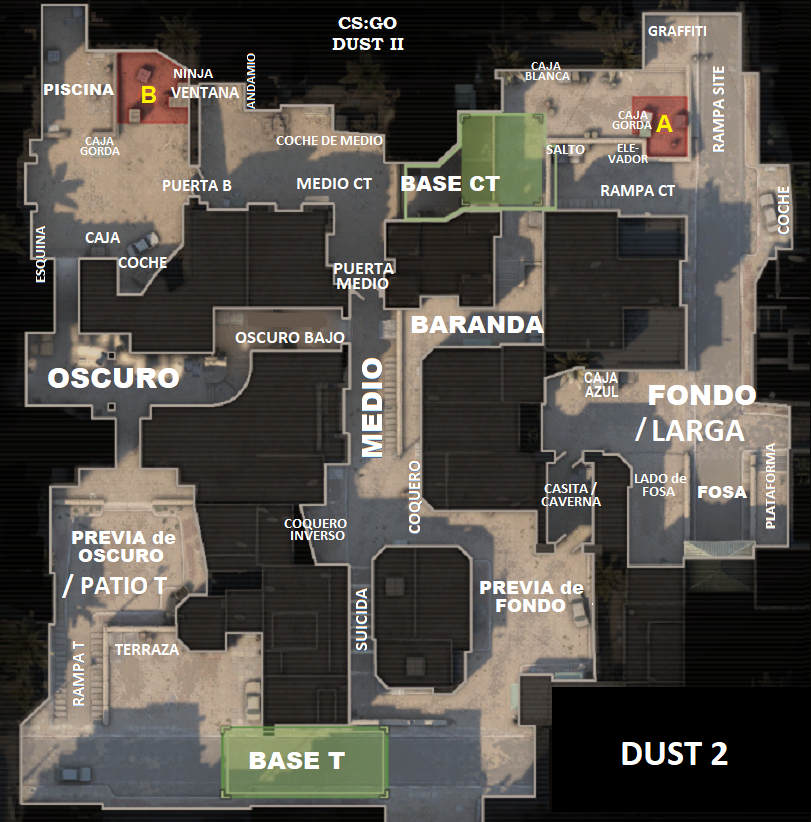 CS:GO
DUST II
GRAFFITI
PISCINA
B
NINJA
VENTANA
ANDAMIO
CAJA
BLANCA
CAJA
GORDA
A
RAMPA SITE
CAJA
GORDA
COCHE DE MEDIO
SALTO
ELE-
VADOR
PUERTA B
MEDIO CT
BASE CT
RAMPA CT
COCHE
ESQUINA
CAJA
COCHE
PUERTA
MEDIO
OSCURO BAJO
BARANDA
OSCURO
MEDIO
CAJA
AZUL
FONDO
/ LARGA
COQUERO
CASITA /
CAVERNA
LADO de
FOSA
FOSA
PLATAFORMA
COQUERO
INVERSO
PREVIA de
OSCURO
/ PATIO T
SUICIDA
PREVIA de
FONDO
RAMPA T
TERRAZA
BASE T
DUST 2